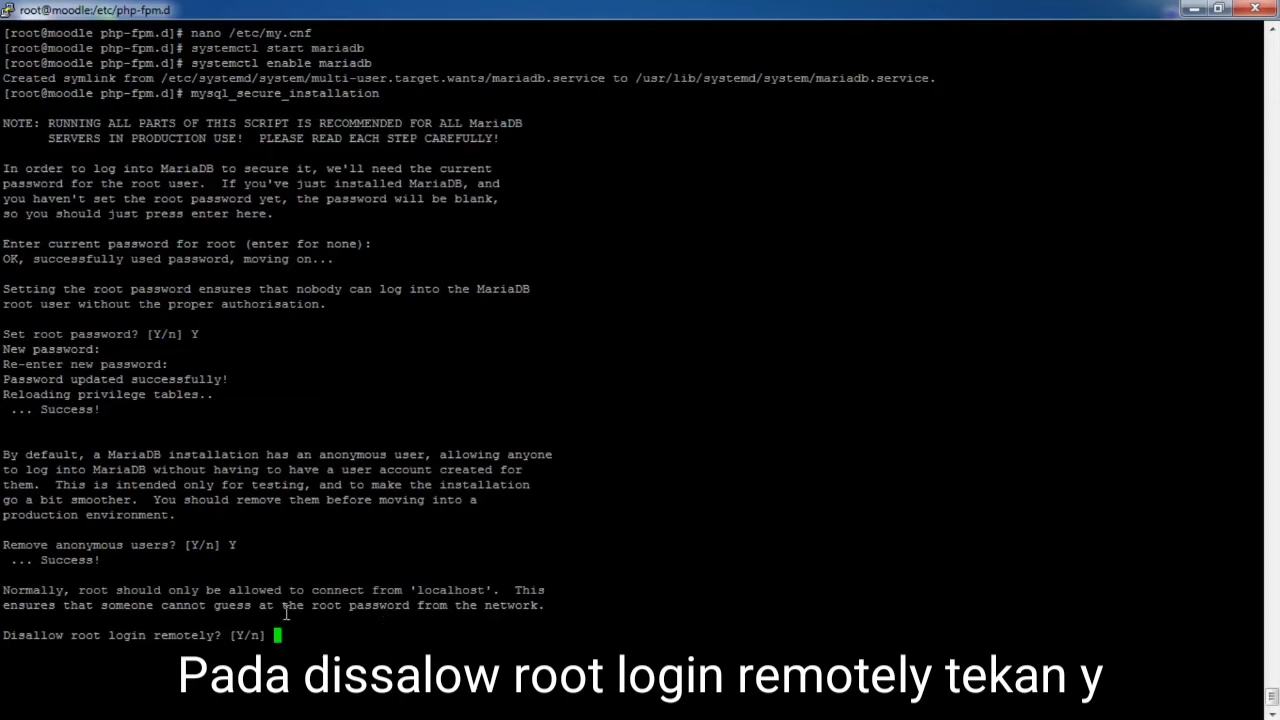 root@moodle:/etc/php-fpm.d
[root@moodle php-fpm.d]# nano /etc/my.cnf
[root@moodle php-fpm.d]# systemctl start mariadb
[root@moodle php-fpm.d]# systemctl enable mariadb
Created symlink from /etc/systemd/system/multi-user.target.wants/mariadb.service to /usr/lib/systemd/system/mariadb.service.
[root@moodle php-fpm.d]# mysql_secure_installation
NOTE: RUNNING ALL PARTS OF THIS SCRIPT IS RECOMMENDED FOR ALL MariaDB
SERVERS IN PRODUCTION USE!  PLEASE READ EACH STEP CAREFULLY!
In order to log into MariaDB to secure it, we'll need the current
password for the root user.  If you've just installed MariaDB, and
you haven't set the root password yet, the password will be blank,
so you should just press enter here.
Enter current password for root (enter for none):
OK, successfully used password, moving on...
Setting the root password ensures that nobody can log into the MariaDB
root user without the proper authorisation.
Set root password? [Y/n] Y
New password:
Re-enter new password:
Password updated successfully!
Reloading privilege tables..
... Success!
By default, a MariaDB installation has an anonymous user, allowing anyone
to log into MariaDB without having to have a user account created for
them.  This is intended only for testing, and to make the installation
go a bit smoother.  You should remove them before moving into a
production environment.
Remove anonymous users? [Y/n] Y
... Success!
Normally, root should only be allowed to connect from 'localhost'.  This
ensures that someone cannot guess at the root password from the network.
Disallow root login remotely? [Y/n]
Pada dissalow root login remotely tekan y